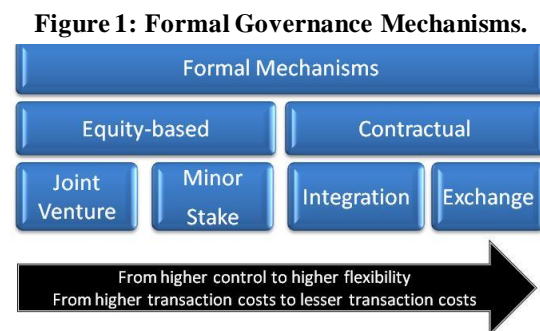 Figure 1: Formal Governance Mechanisms.
Formal Mechanisms
Equity-based
Contractual
Joint
Venture
Minor
Stake
Integration
Exchange
From higher control to higher flexibility
From higher transaction costs to lesser transaction costs